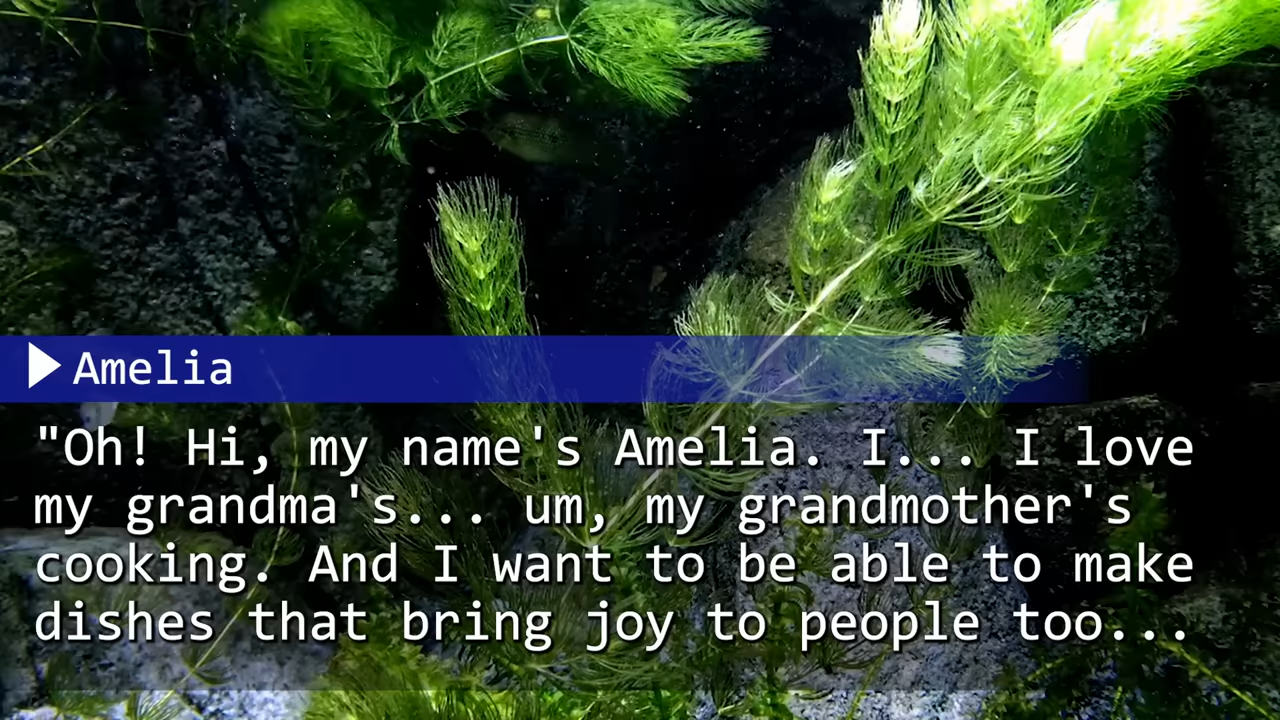 Amelia
"Oh! Hi, my name's Amelia. I... I love
my grandma's... um, my grandmother's
cooking. And I want to be able to make
dishes that bring joy to people too...